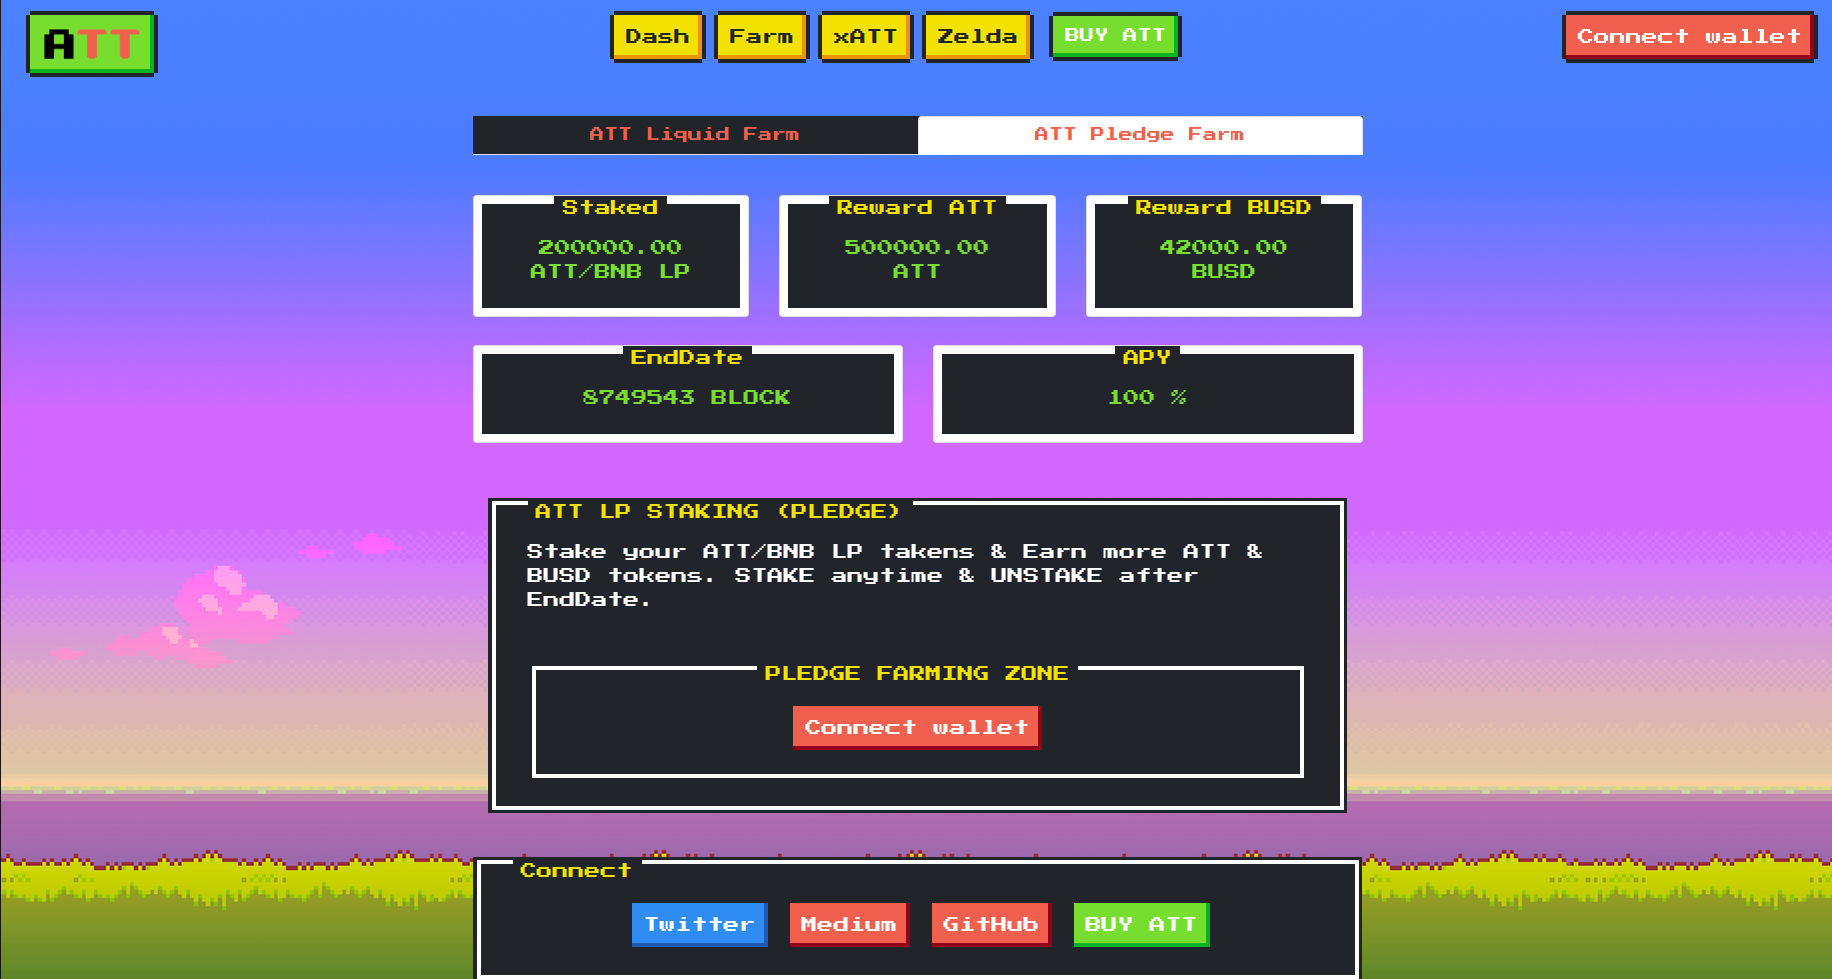 ATT
Dash
Farm
xATT
Zelda
BUY ATT
Connect wallet
ATT Liquid Farm
ATT Pledge Farm
Staked
200000.00
ATT/BNB LP
Reward ATT
500000.00
ATT
Reward BUSD
42000.00
BUSD
EndDate
8749543 BLOCK
APY
100 %
ATT LP STAKING (PLEDGE)
Stake your ATT/BNB LP takens & Earn more ATT &
BUSD tokens. STAKE anytime & UNSTAKE after
EndDate.
PLEDGE FARMING ZONE
Connect wallet
Connect
Twitter
Medium
GitHub
BUY ATT